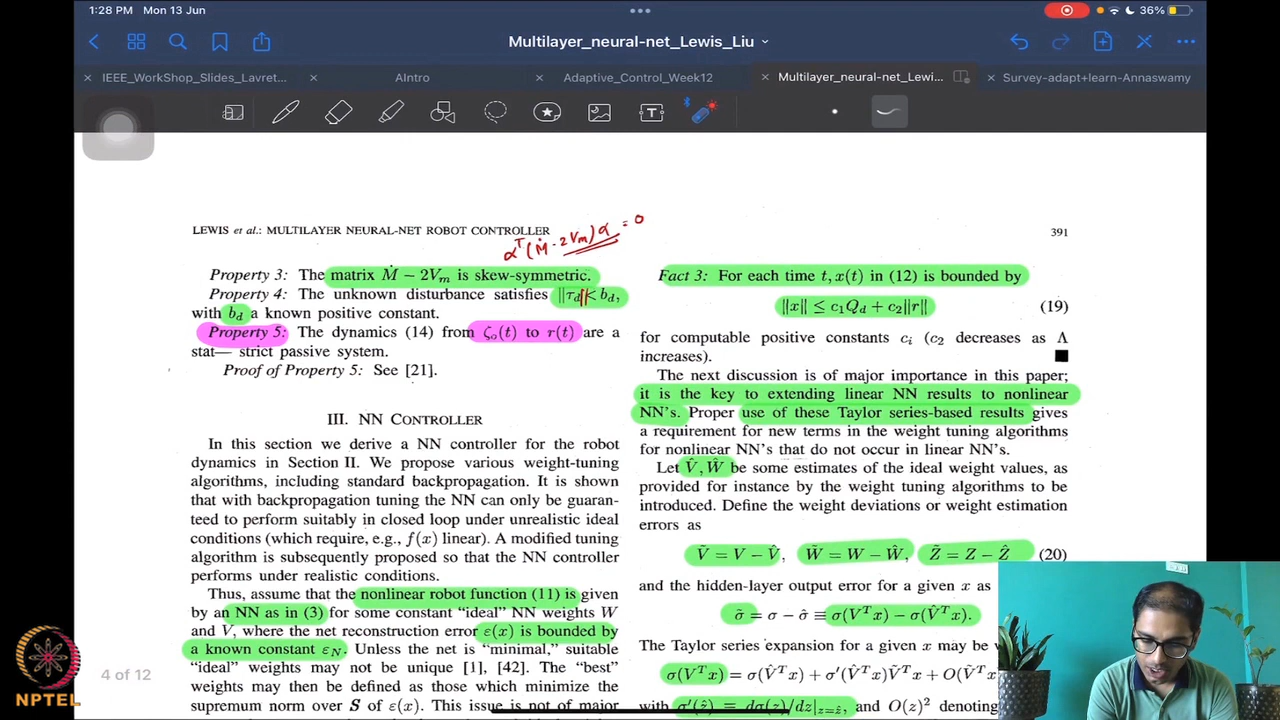 1:28 PM Mon 13 Jun
36%
Multilayer_neural-net_Lewis_Liu
IEEE_WorkShop_Slides_Lavret...
AIntro
Adaptive_Control_Week12
Multilayer_neural-net_Lewi...
Survey-adapt+learn-Annaswamy
LEWIS et al.: MULTILAYER NEURAL-NET ROBOT CONTROLLER
391
α^T (Ṁ - 2V_m) α = 0
Property 3: The matrix Ṁ − 2V_m is skew-symmetric.
Property 4: The unknown disturbance satisfies ||τ_d|| < b_d,
with b_d a known positive constant.
Property 5: The dynamics (14) from ζ_o(t) to r(t) are a
stat— strict passive system.
Proof of Property 5: See [21].
III. NN CONTROLLER
In this section we derive a NN controller for the robot
dynamics in Section II. We propose various weight-tuning
algorithms, including standard backpropagation. It is shown
that with backpropagation tuning the NN can only be guaran-
teed to perform suitably in closed loop under unrealistic ideal
conditions (which require, e.g., f(x) linear). A modified tuning
algorithm is subsequently proposed so that the NN controller
performs under realistic conditions.
Thus, assume that the nonlinear robot function (11) is given
by an NN as in (3) for some constant “ideal” NN weights W
and V, where the net reconstruction error ε(x) is bounded by
a known constant ε_N. Unless the net is “minimal,” suitable
“ideal” weights may not be unique [1], [42]. The “best”
weights may then be defined as those which minimize the
supremum norm over S of ε(x). This issue is not of major
Fact 3: For each time t, x(t) in (12) is bounded by
||x|| ≤ c_1 Q_d + c_2||r|| (19)
for computable positive constants c_i (c_2 decreases as Λ
increases). ■
The next discussion is of major importance in this paper;
it is the key to extending linear NN results to nonlinear
NN's. Proper use of these Taylor series-based results gives
a requirement for new terms in the weight tuning algorithms
for nonlinear NN's that do not occur in linear NN's.
Let V̂, Ŵ be some estimates of the ideal weight values, as
provided for instance by the weight tuning algorithms to be
introduced. Define the weight deviations or weight estimation
errors as
Ṽ = V − V̂, W̃ = W − Ŵ, Z̃ = Z − Ẑ (20)
and the hidden-layer output error for a given x as
σ̃ = σ − σ̂ ≡ σ(V^T x) − σ(V̂^T x).
The Taylor series expansion for a given x may be
σ(V^T x) = σ(V̂^T x) + σ'(V̂^T x)Ṽ^T x + O(Ṽ^T
with σ'(ẑ) ≡ dσ(z)/dz|_{z=ẑ}, and O(z)^2 denoting
4 of 12
NPTEL